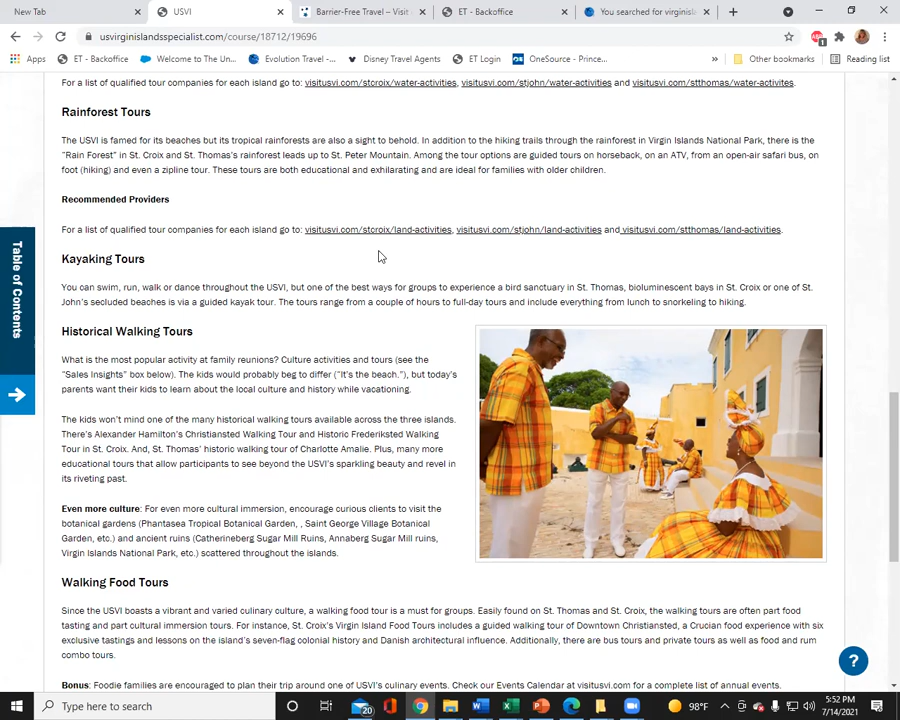 New Tab
USVI
Barrier-Free Travel – Visit
ET - Backoffice
You searched for virginisl
usvirginislandsspecialist.com/course/18712/19696
Apps
ET - Backoffice
Welcome to The Un...
Evolution Travel -...
Disney Travel Agents
ET Login
OneSource - Prince...
»
Other bookmarks
Reading list
For a list of qualified tour companies for each island go to: visitusvi.com/stcroix/water-activities, visitusvi.com/stjohn/water-activities and visitusvi.com/stthomas/water-activites.
Rainforest Tours
The USVI is famed for its beaches but its tropical rainforests are also a sight to behold. In addition to the hiking trails through the rainforest in Virgin Islands National Park, there is the
"Rain Forest" in St. Croix and St. Thomas's rainforest leads up to St. Peter Mountain. Among the tour options are guided tours on horseback, on an ATV, from an open-air safari bus, on
foot (hiking) and even a zipline tour. These tours are both educational and exhilarating and are ideal for families with older children.
Recommended Providers
For a list of qualified tour companies for each island go to: visitusvi.com/stcroix/land-activities, visitusvi.com/stjohn/land-activities and visitusvi.com/stthomas/land-activities.
Table of Contents
Kayaking Tours
You can swim, run, walk or dance throughout the USVI, but one of the best ways for groups to experience a bird sanctuary in St. Thomas, bioluminescent bays in St. Croix or one of St.
John's secluded beaches is via a guided kayak tour. The tours range from a couple of hours to full-day tours and include everything from lunch to snorkeling to hiking.
Historical Walking Tours
What is the most popular activity at family reunions? Culture activities and tours (see the
"Sales Insights" box below). The kids would probably beg to differ ("It's the beach."), but today's
parents want their kids to learn about the local culture and history while vacationing.
The kids won't mind one of the many historical walking tours available across the three islands.
There's Alexander Hamilton's Christiansted Walking Tour and Historic Frederiksted Walking
Tour in St. Croix. And, St. Thomas' historic walking tour of Charlotte Amalie. Plus, many more
educational tours that allow participants to see beyond the USVI's sparkling beauty and revel in
its riveting past.
Even more culture: For even more cultural immersion, encourage curious clients to visit the
botanical gardens (Phantasea Tropical Botanical Garden, , Saint George Village Botanical
Garden, etc.) and ancient ruins (Catherineberg Sugar Mill Ruins, Annaberg Sugar Mill ruins,
Virgin Islands National Park, etc.) scattered throughout the islands.
Walking Food Tours
Since the USVI boasts a vibrant and varied culinary culture, a walking food tour is a must for groups. Easily found on St. Thomas and St. Croix, the walking tours are often part food
tasting and part cultural immersion tours. For instance, St. Croix's Virgin Island Food Tours includes a guided walking tour of Downtown Christiansted, a Crucian food experience with six
exclusive tastings and lessons on the island's seven-flag colonial history and Danish architectural influence. Additionally, there are bus tours and private tours as well as food and rum
combo tours.
Bonus: Foodie families are encouraged to plan their trip around one of USVI's culinary events. Check our Events Calendar at visitusvi.com for a complete list of annual events.
?
Type here to search
20
98°F
5:52 PM
7/14/2021